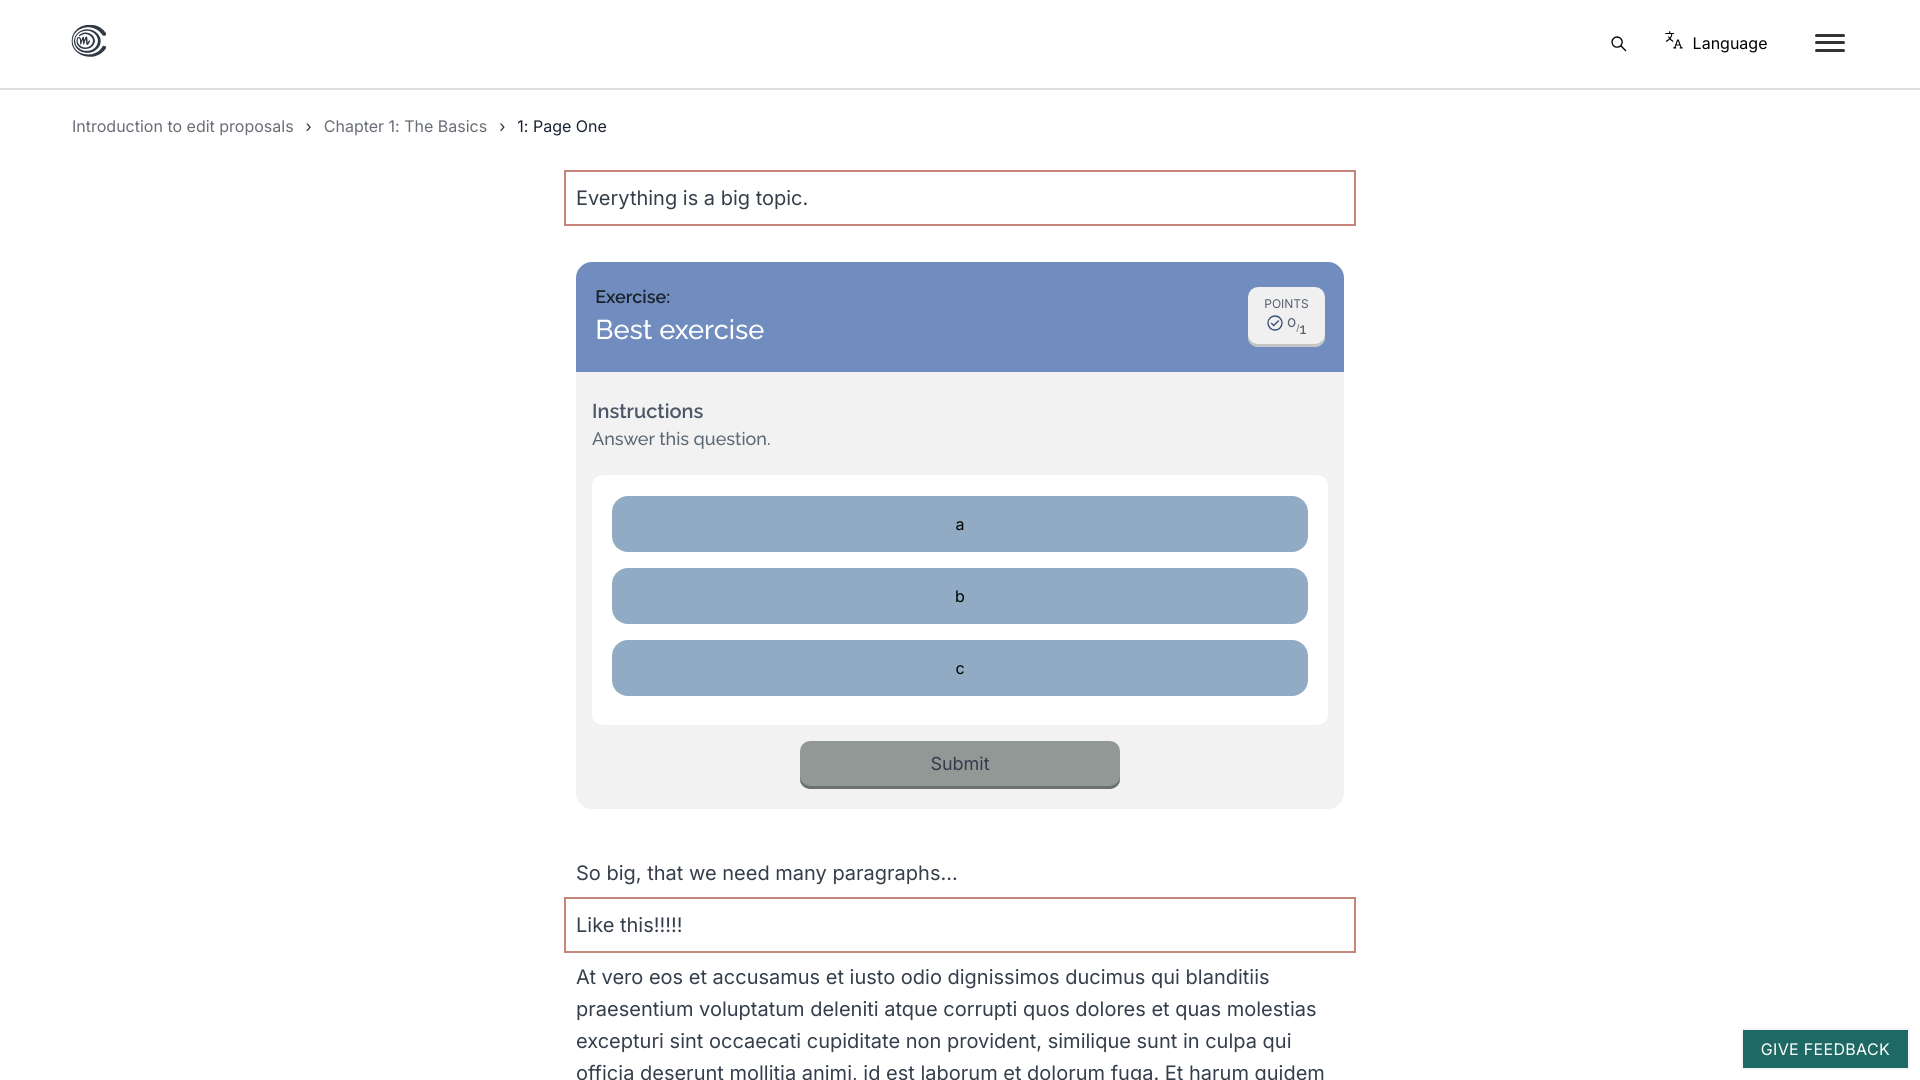 Language
Introduction to edit proposals › Chapter 1: The Basics › 1: Page One
Everything is a big topic.
Exercise:
Best exercise
POINTS
0/1
Instructions
Answer this question.
a
b
c
Submit
So big, that we need many paragraphs...
Like this!!!!!
At vero eos et accusamus et iusto odio dignissimos ducimus qui blanditiis
praesentium voluptatum deleniti atque corrupti quos dolores et quas molestias
excepturi sint occaecati cupiditate non provident, similique sunt in culpa qui
officia deserunt mollitia animi, id est laborum et dolorum fuga. Et harum quidem
GIVE FEEDBACK